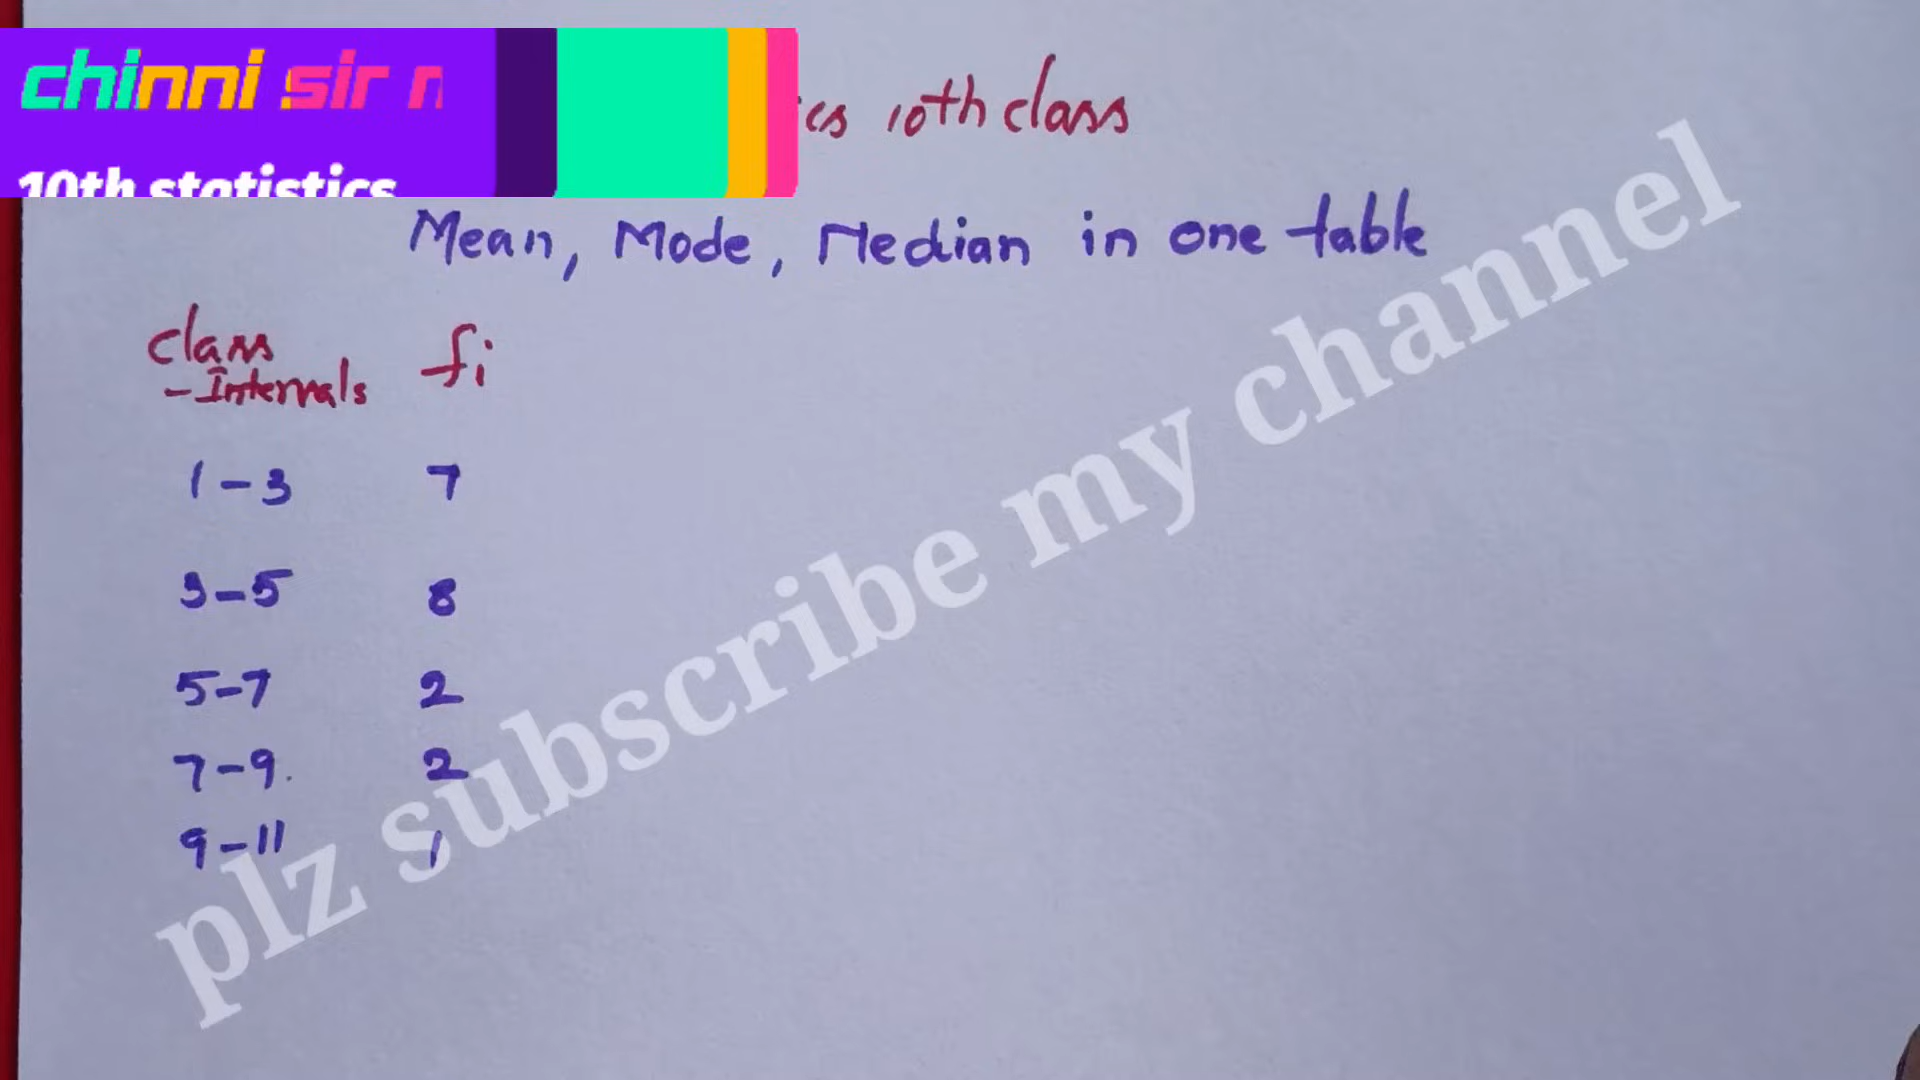 chinni sir
10th statistics
10th class
Mean, Mode, Median in one table
class
-Intervals fi
1-3 7
3-5 8
5-7 2
7-9. 2
9-11 1
plz subscribe my channel